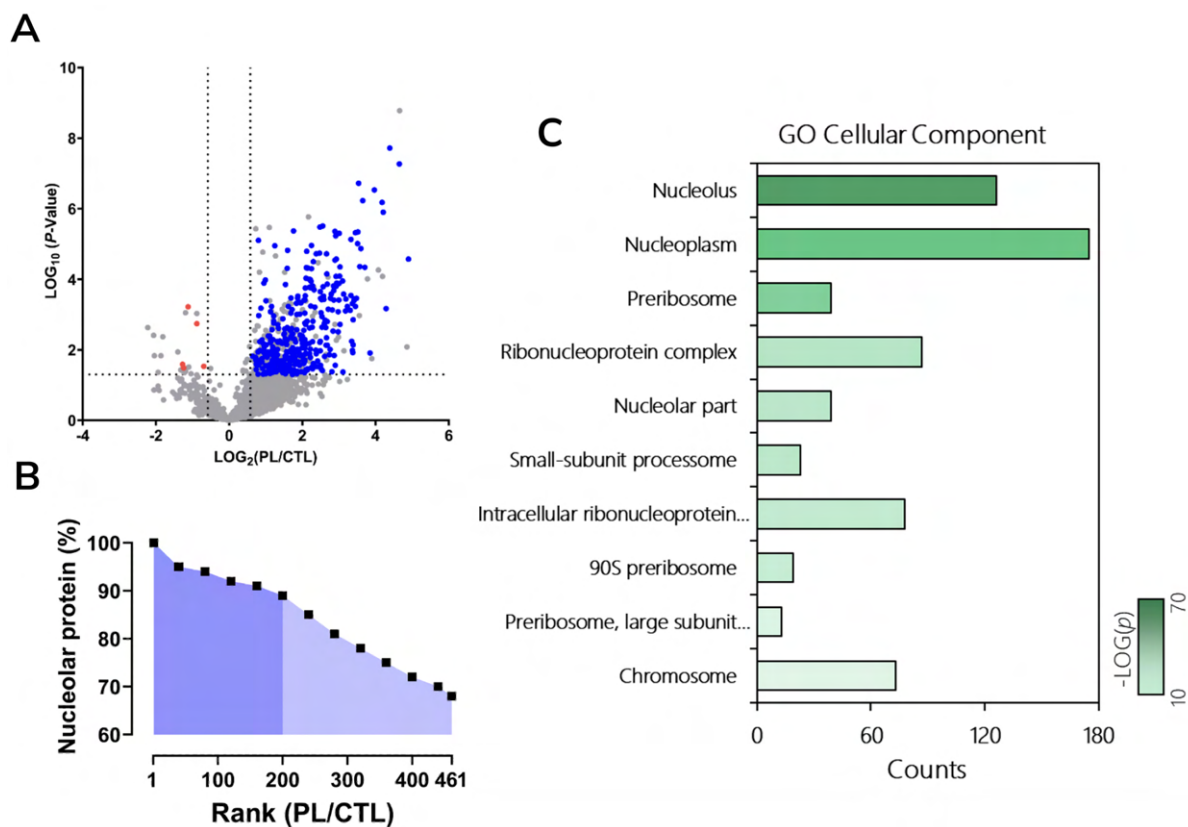 A
10
8
6
4
2
0
-4
-2
0
2
4
6
LOG10 (P-Value)
LOG2(PL/CTL)
B
100
90
80
70
60
Nucleolar protein (%)
1
100
200
300
400
461
Rank (PL/CTL)
C
GO Cellular Component
Nucleolus
Nucleoplasm
Preribosome
Ribonucleoprotein complex
Nucleolar part
Small-subunit processome
Intracellular ribonucleoprotein...
90S preribosome
Preribosome, large subunit...
Chromosome
0
60
120
180
Counts
-LOG(p)
70
10